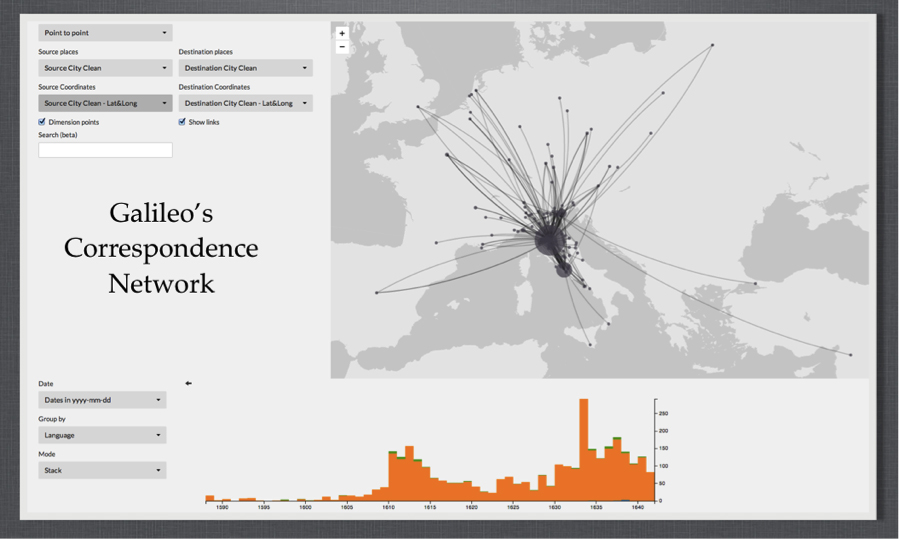 Point to point
Source places
Destination places
Source City Clean
Destination City Clean
Source Coordinates
Destination Coordinates
Source City Clean - Lat&Long
Destination City Clean - Lat&Long
Dimension points
Show links
Search (beta)
+
−
Galileo’s
Correspondence
Network
Date
Dates in yyyy-mm-dd
Group by
Language
Mode
Stack
250
200
150
100
50
0
1590 1595 1600 1605 1610 1615 1620 1625 1630 1635 1640